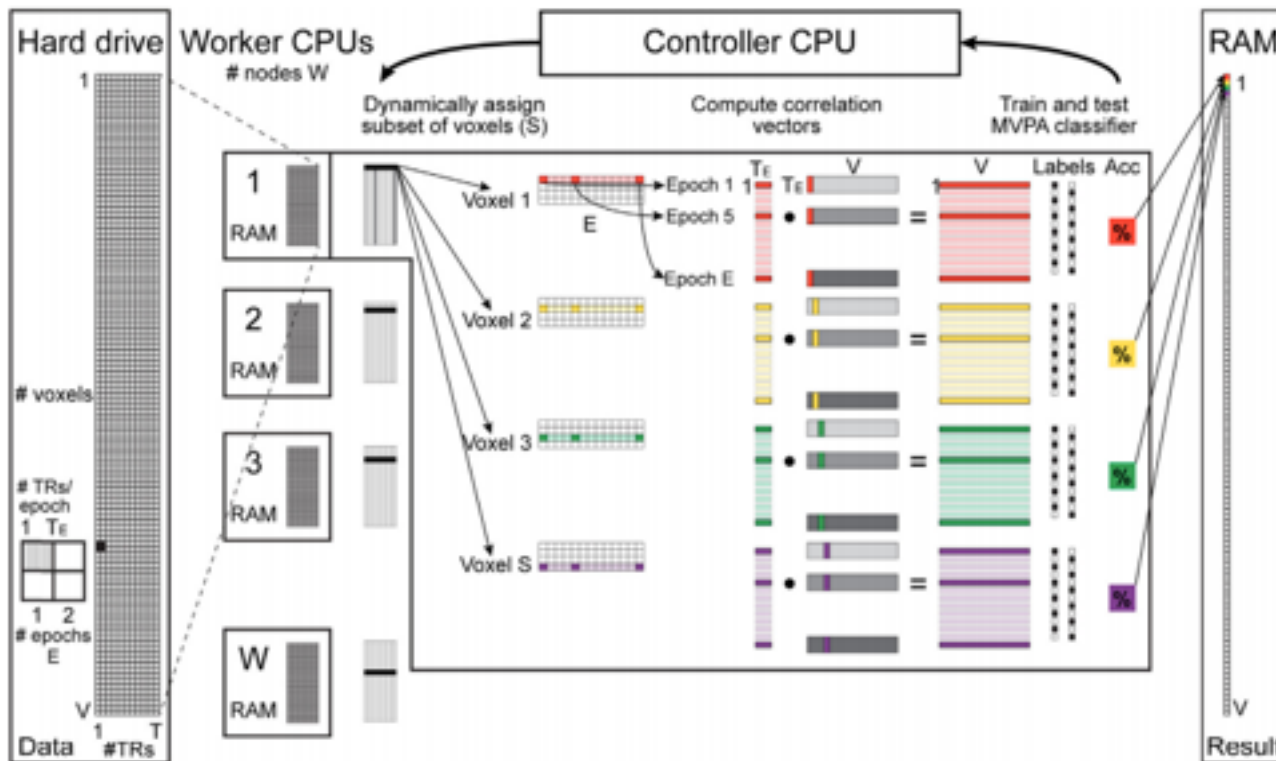 Hard drive
1
# voxels
# TRs/
epoch
1 TE
1 2
# epochs
E
V
1 T
Data #TRs
Worker CPUs
# nodes W
Controller CPU
Dynamically assign
subset of voxels (S)
Compute correlation
vectors
Train and test
MVPA classifier
1
RAM
2
RAM
3
RAM
W
RAM
Voxel 1
E
Voxel 2
Voxel 3
Voxel S
Epoch 1
Epoch 5
Epoch E
TE
1
TE
V
=
1
V
Labels
Acc
%
=
%
=
%
=
%
RAM
1
V
Result